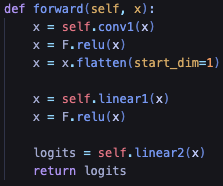 def forward(self, x):
    x = self.conv1(x)
    x = F.relu(x)
    x = x.flatten(start_dim=1)

    x = self.linear1(x)
    x = F.relu(x)

    logits = self.linear2(x)
    return logits